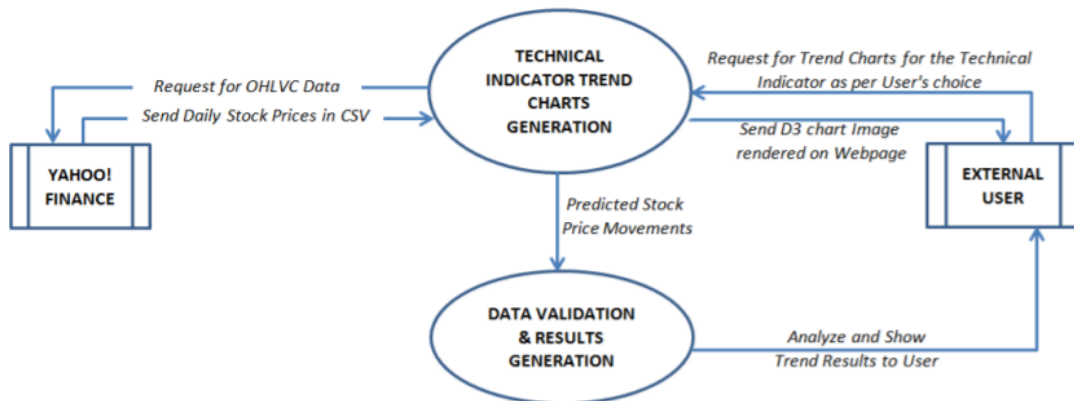 TECHNICAL
INDICATOR TREND
CHARTS
GENERATION
Request for OHLVC Data
Send Daily Stock Prices in CSV
Request for Trend Charts for the Technical
Indicator as per User's choice
Send D3 chart Image
rendered on Webpage
YAHOO!
FINANCE
EXTERNAL
USER
Predicted Stock
Price Movements
DATA VALIDATION
& RESULTS
GENERATION
Analyze and Show
Trend Results to User